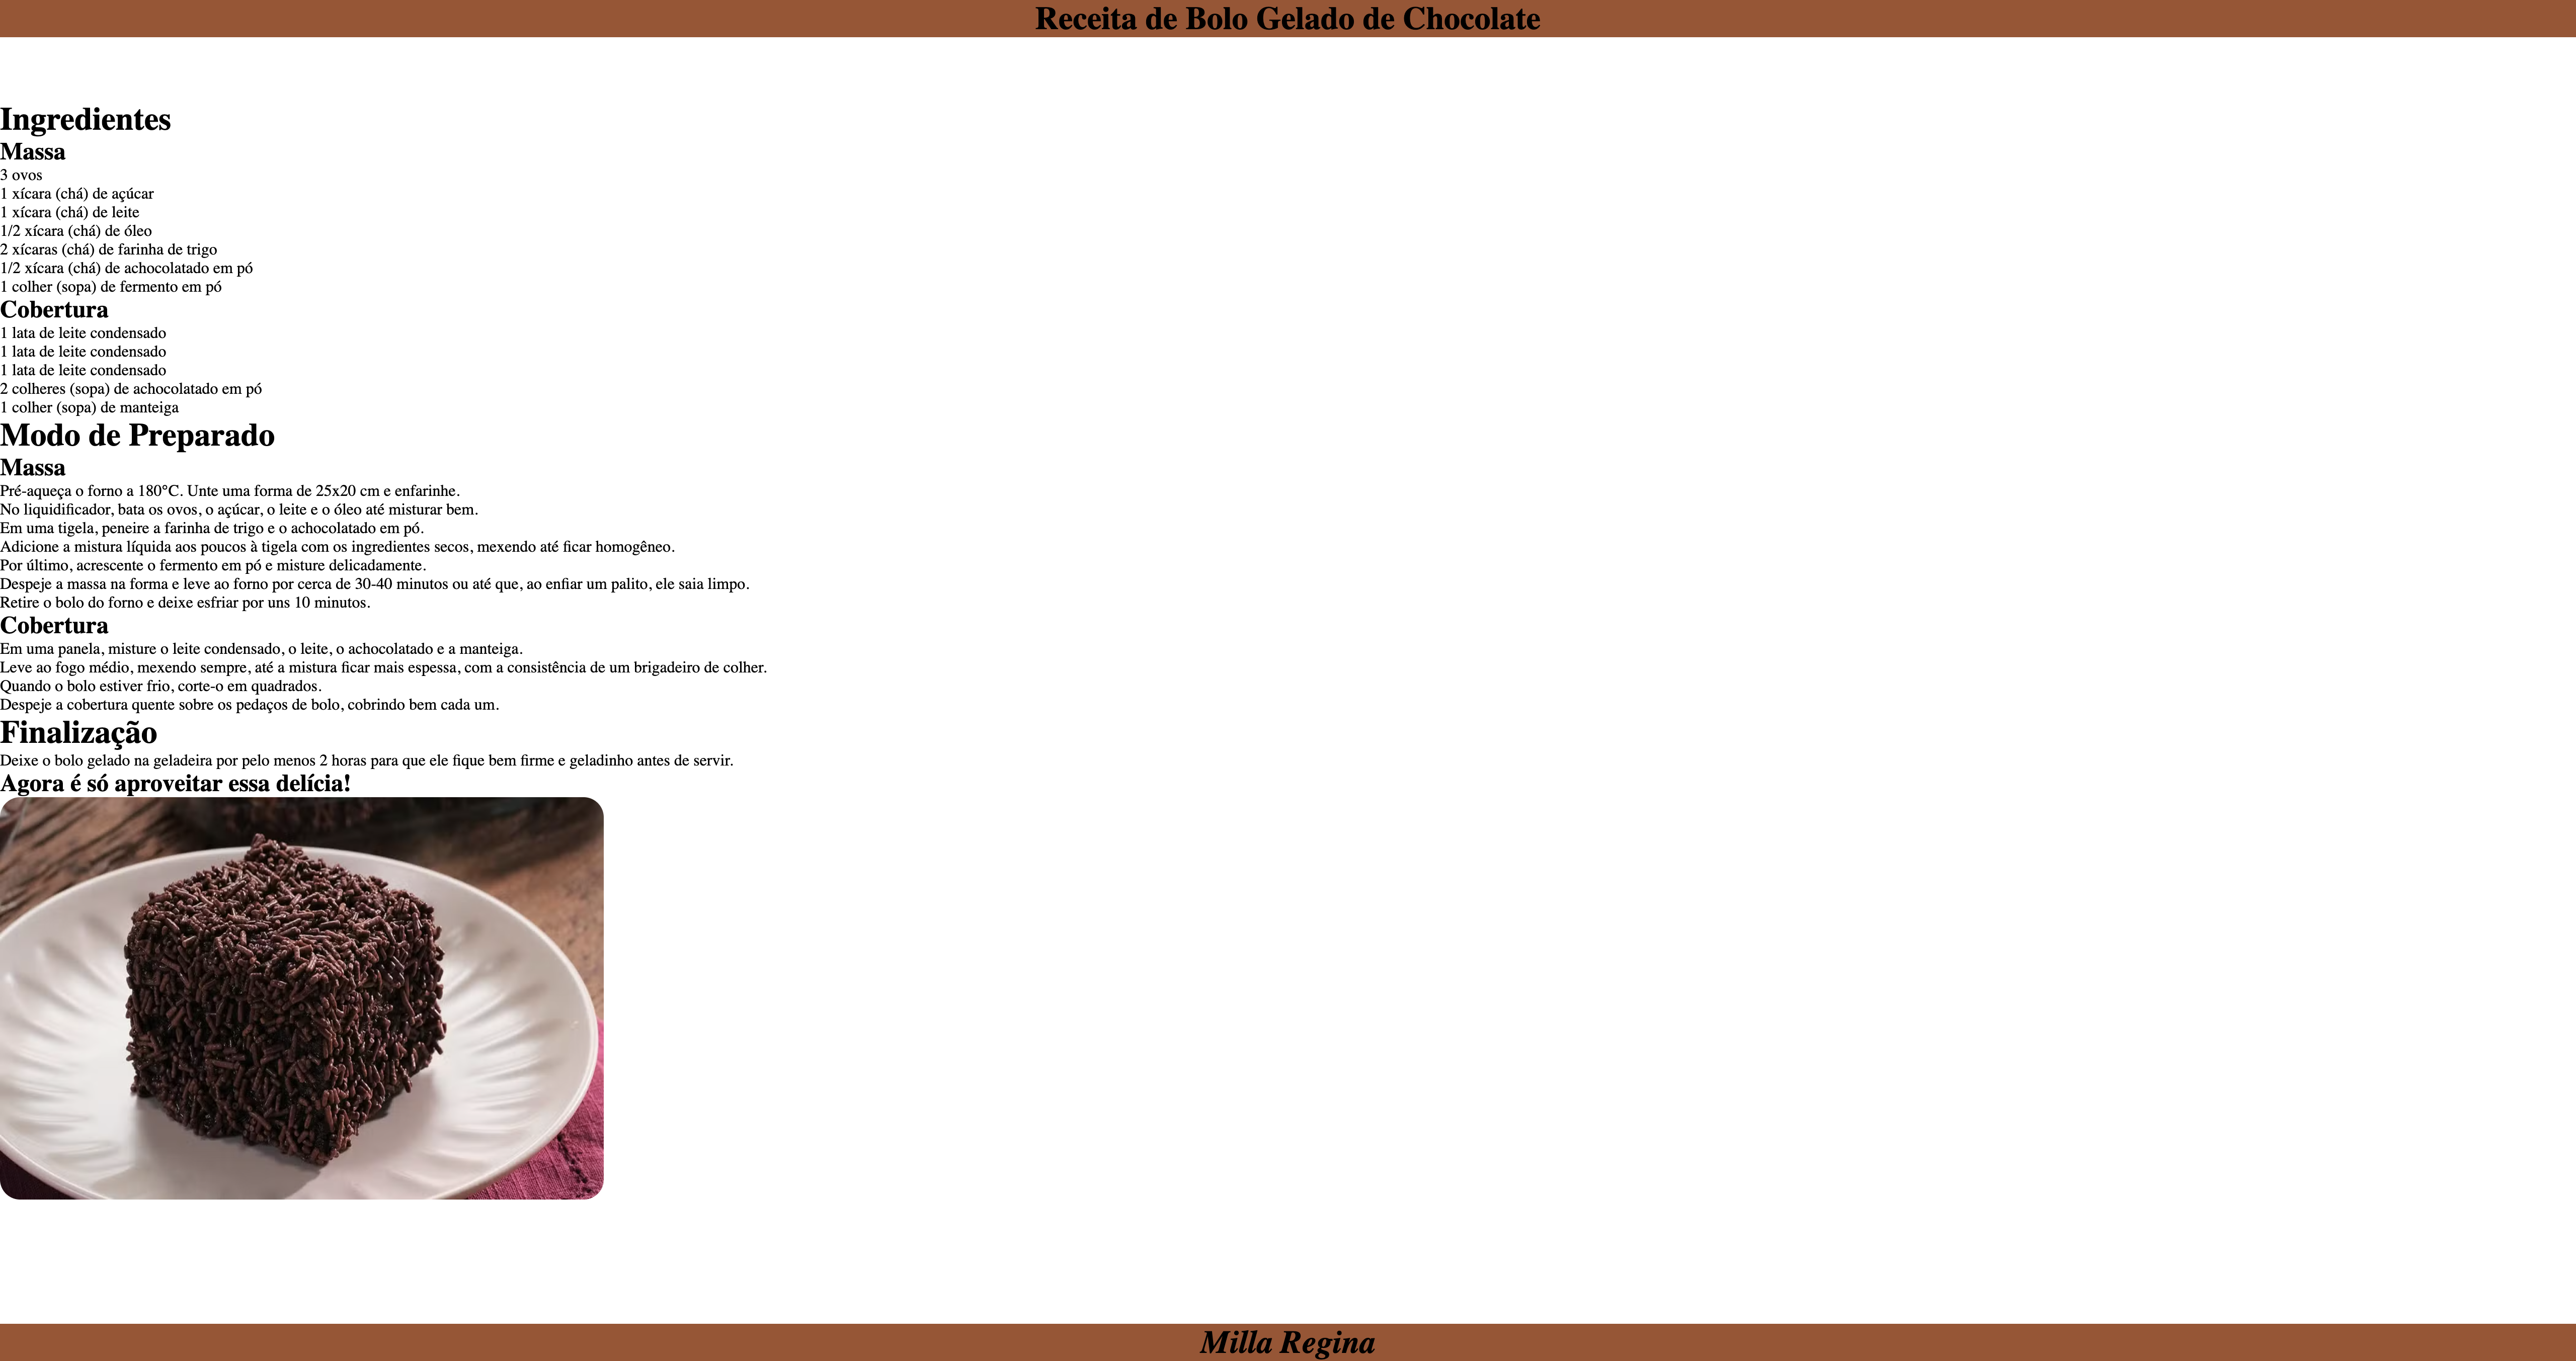 Receita de Bolo Gelado de Chocolate
Ingredientes
Massa
3 ovos
1 xícara (chá) de açúcar
1 xícara (chá) de leite
1/2 xícara (chá) de óleo
2 xícaras (chá) de farinha de trigo
1/2 xícara (chá) de achocolatado em pó
1 colher (sopa) de fermento em pó
Cobertura
1 lata de leite condensado
1 lata de leite condensado
1 lata de leite condensado
2 colheres (sopa) de achocolatado em pó
1 colher (sopa) de manteiga
Modo de Preparado
Massa
Pré-aqueça o forno a 180°C. Unte uma forma de 25x20 cm e enfarinhe.
No liquidificador, bata os ovos, o açúcar, o leite e o óleo até misturar bem.
Em uma tigela, peneire a farinha de trigo e o achocolatado em pó.
Adicione a mistura líquida aos poucos à tigela com os ingredientes secos, mexendo até ficar homogêneo.
Por último, acrescente o fermento em pó e misture delicadamente.
Despeje a massa na forma e leve ao forno por cerca de 30-40 minutos ou até que, ao enfiar um palito, ele saia limpo.
Retire o bolo do forno e deixe esfriar por uns 10 minutos.
Cobertura
Em uma panela, misture o leite condensado, o leite, o achocolatado e a manteiga.
Leve ao fogo médio, mexendo sempre, até a mistura ficar mais espessa, com a consistência de um brigadeiro de colher.
Quando o bolo estiver frio, corte-o em quadrados.
Despeje a cobertura quente sobre os pedaços de bolo, cobrindo bem cada um.
Finalização
Deixe o bolo gelado na geladeira por pelo menos 2 horas para que ele fique bem firme e geladinho antes de servir.
Agora é só aproveitar essa delícia!
Milla Regina